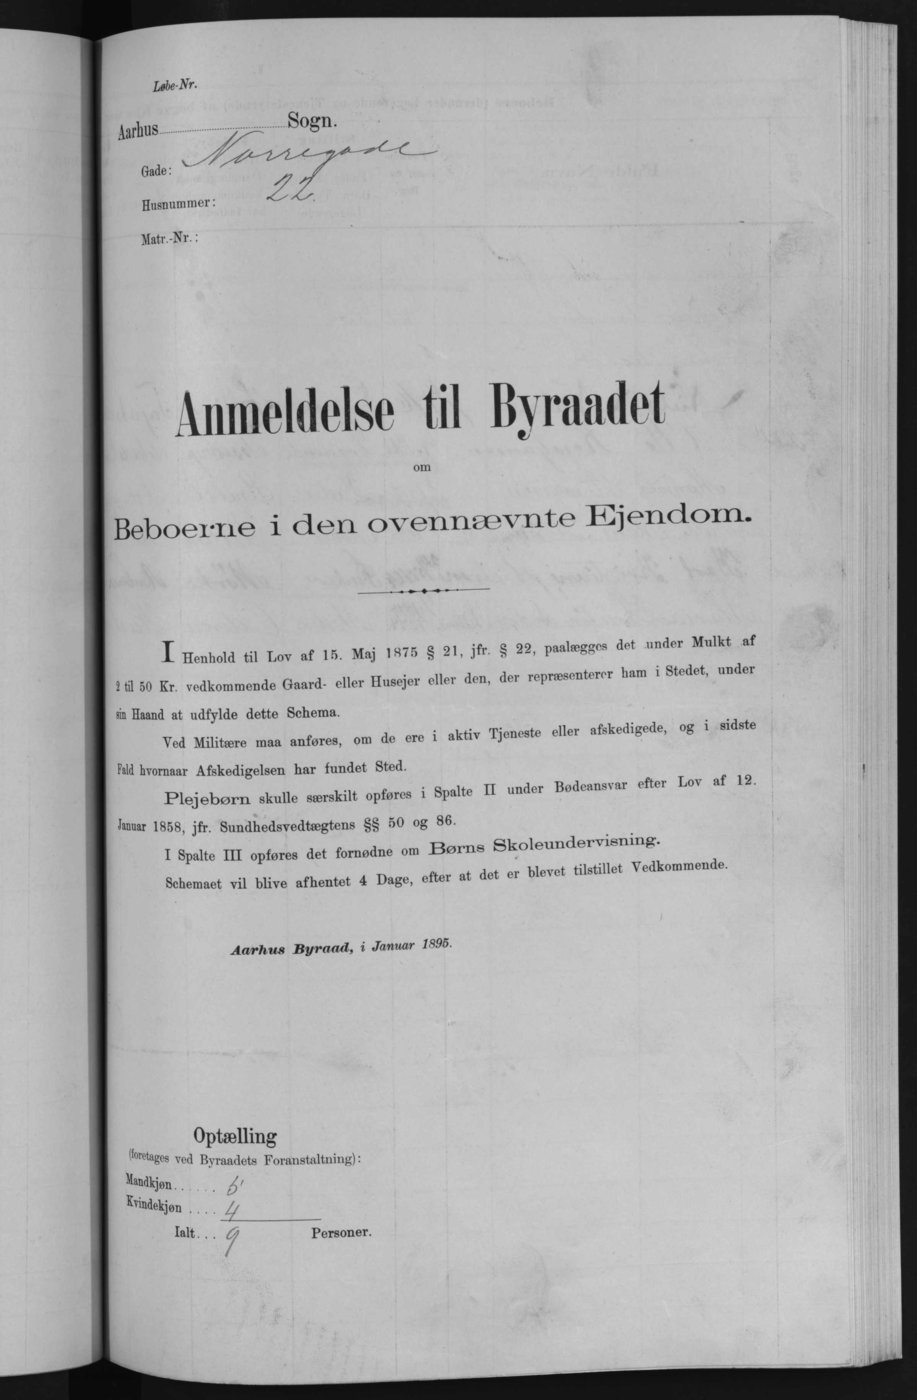 Løbe-Nr.
Aarhus Sogn.
Gade: Nørregade
Husnummer: 22.
Matr.-Nr.:
Anmeldelse til Byraadet
om
Beboerne i den ovennævnte Ejendom.
I Henhold til Lov af 15. Maj 1875 § 21, jfr. § 22, paalægges det under Mulkt af
2 til 50 Kr. vedkommende Gaard- eller Husejer eller den, der repræsenterer ham i Stedet, under
sin Haand at udfylde dette Schema.
Ved Militære maa anføres, om de ere i aktiv Tjeneste eller afskedigede, og i sidste
Fald hvornaar Afskedigelsen har fundet Sted.
Plejebørn skulle særskilt opføres i Spalte II under Bødeansvar efter Lov af 12.
Januar 1858, jfr. Sundhedsvedtægtens §§ 50 og 86.
I Spalte III opføres det fornødne om Børns Skoleundervisning.
Schemaet vil blive afhentet 4 Dage, efter at det er blevet tilstillet Vedkommende.
Aarhus Byraad, i Januar 1895.
Optælling
(foretages ved Byraadets Foranstaltning):
Mandkjøn...... 5
Kvindekjøn .... 4
Ialt... 9 Personer.